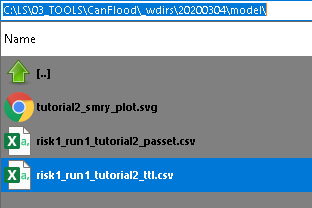 C:\LS\03_TOOLS\CanFlood\_wdirs\20200304\model\
Name
[..]
tutorial2_smry_plot.svg
risk1_run1_tutorial2_passet.csv
risk1_run1_tutorial2_ttl.csv